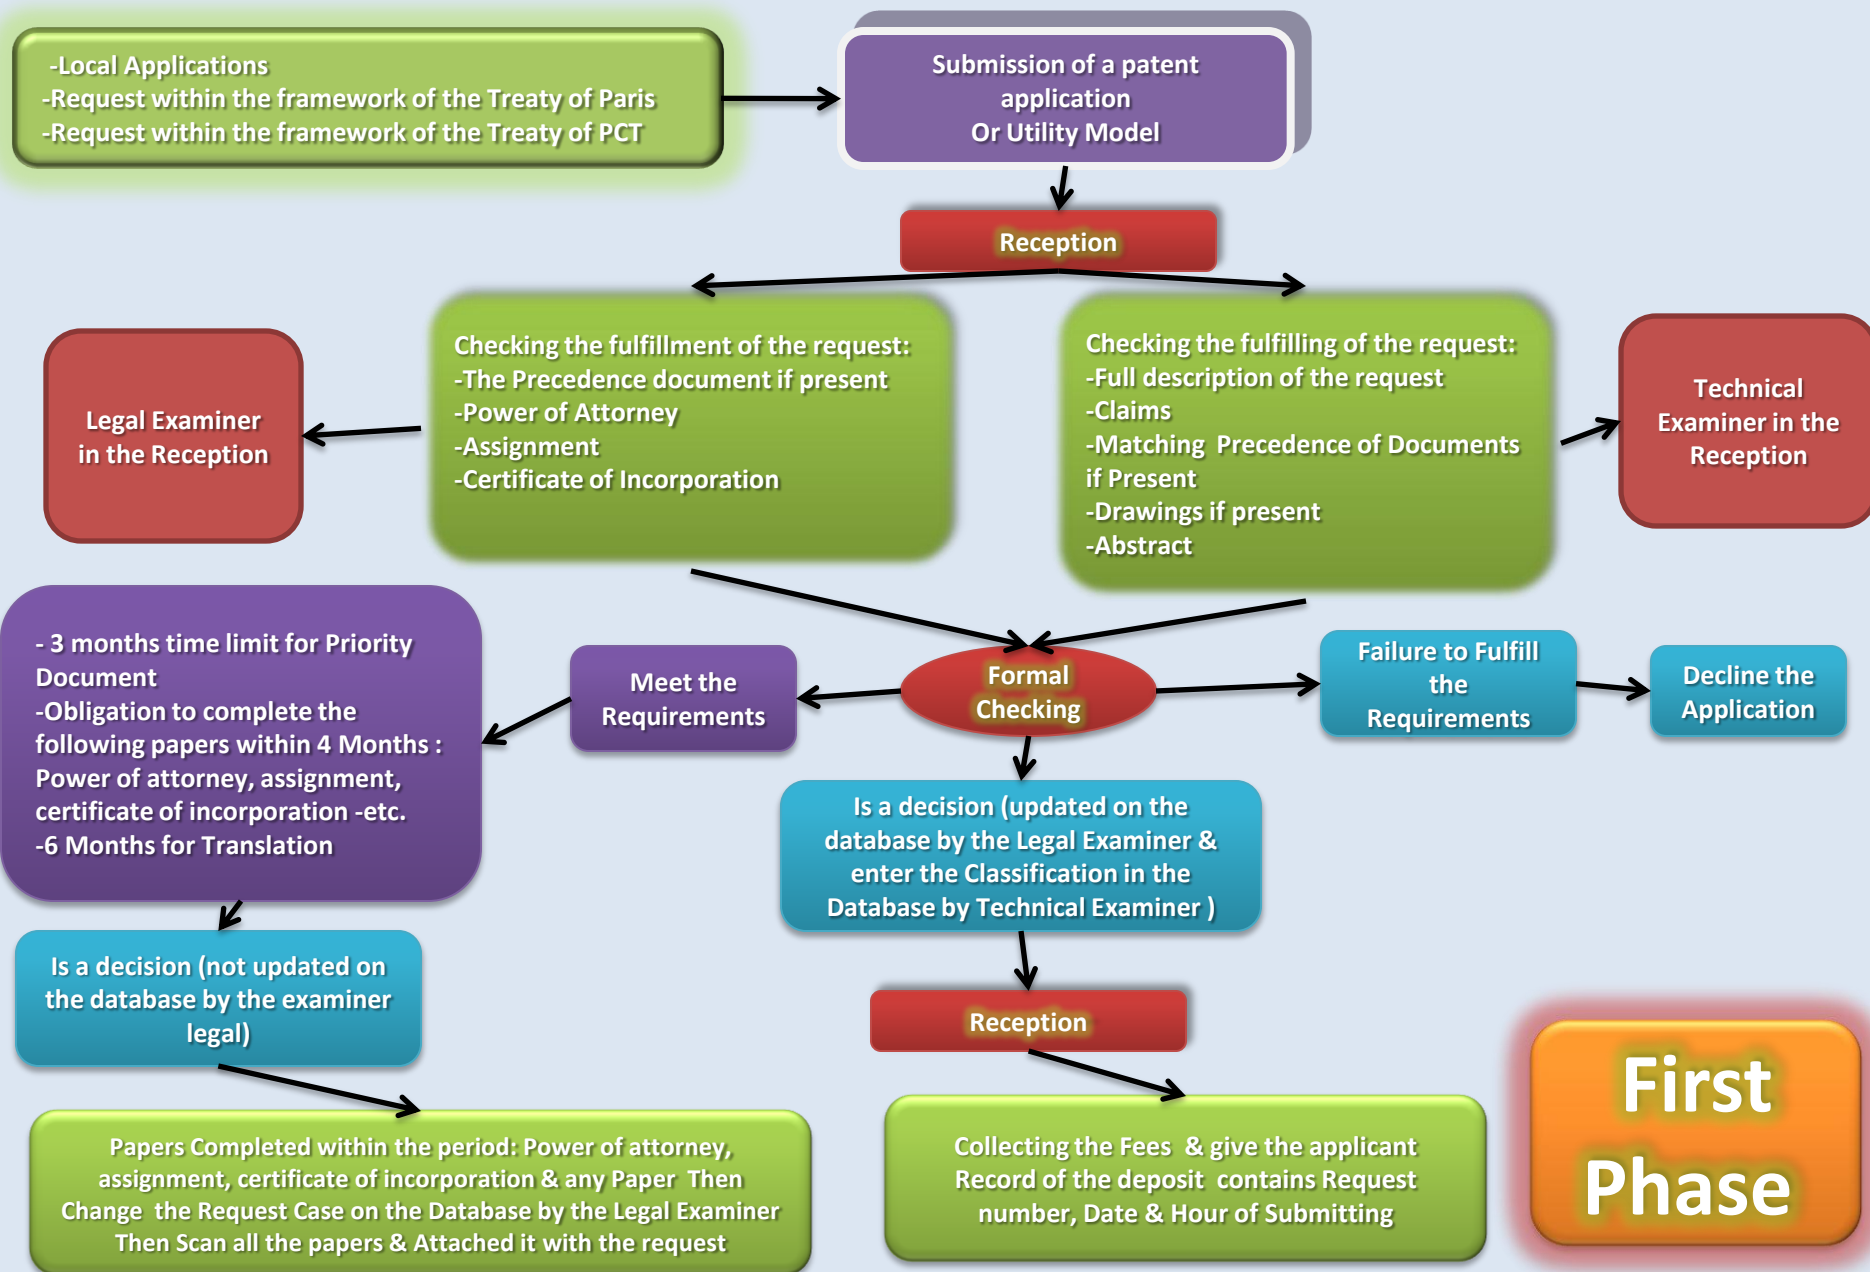 -Local Applications
-Request within the framework of the Treaty of Paris
-Request within the framework of the Treaty of PCT
Submission of a patent
application
Or Utility Model
Reception
Legal Examiner
in the Reception
Checking the fulfillment of the request:
-The Precedence document if present
-Power of Attorney
-Assignment
-Certificate of Incorporation
Checking the fulfilling of the request:
-Full description of the request
-Claims
-Matching Precedence of Documents
if Present
-Drawings if present
-Abstract
Technical
Examiner in the
Reception
- 3 months time limit for Priority
Document
-Obligation to complete the
following papers within 4 Months :
Power of attorney, assignment,
certificate of incorporation -etc.
-6 Months for Translation
Meet the
Requirements
Formal
Checking
Failure to Fulfill
the
Requirements
Decline the
Application
Is a decision (updated on the
database by the Legal Examiner &
enter the Classification in the
Database by Technical Examiner )
Is a decision (not updated on
the database by the examiner
legal)
Reception
Papers Completed within the period: Power of attorney,
assignment, certificate of incorporation & any Paper Then
Change the Request Case on the Database by the Legal Examiner
Then Scan all the papers & Attached it with the request
Collecting the Fees & give the applicant
Record of the deposit contains Request
number, Date & Hour of Submitting
First
Phase